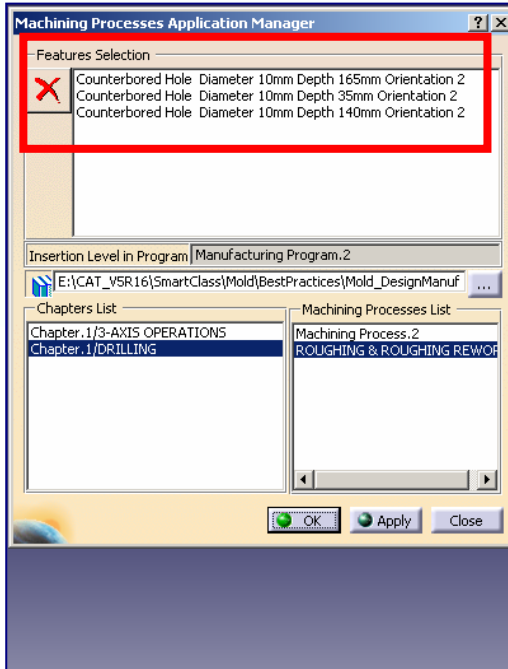 Machining Processes Application Manager
Features Selection
Counterbored Hole Diameter 10mm Depth 165mm Orientation 2
Counterbored Hole Diameter 10mm Depth 35mm Orientation 2
Counterbored Hole Diameter 10mm Depth 140mm Orientation 2
Insertion Level in Program Manufacturing Program.2
E:\CAT_V5R16\SmartClass\Mold\BestPractices\Mold_DesignManuf ...
Chapters List
Chapter.1/3-AXIS OPERATIONS
Chapter.1/DRILLING
Machining Processes List
Machining Process.2
ROUGHING & ROUGHING REWOR
OK Apply Close